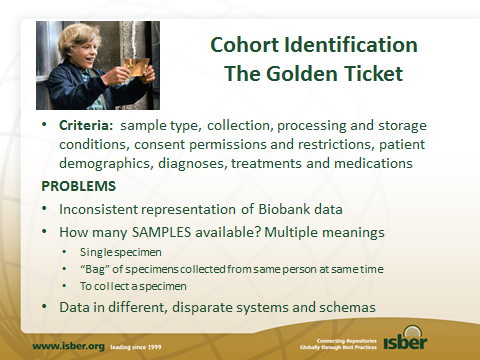 Cohort Identification
The Golden Ticket
• Criteria: sample type, collection, processing and storage
conditions, consent permissions and restrictions, patient
demographics, diagnoses, treatments and medications
PROBLEMS
• Inconsistent representation of Biobank data
• How many SAMPLES available? Multiple meanings
• Single specimen
• “Bag” of specimens collected from same person at same time
• To collect a specimen
• Data in different, disparate systems and schemas
www.isber.org leading since 1999
Connecting Repositories
Globally through Best Practices
isber